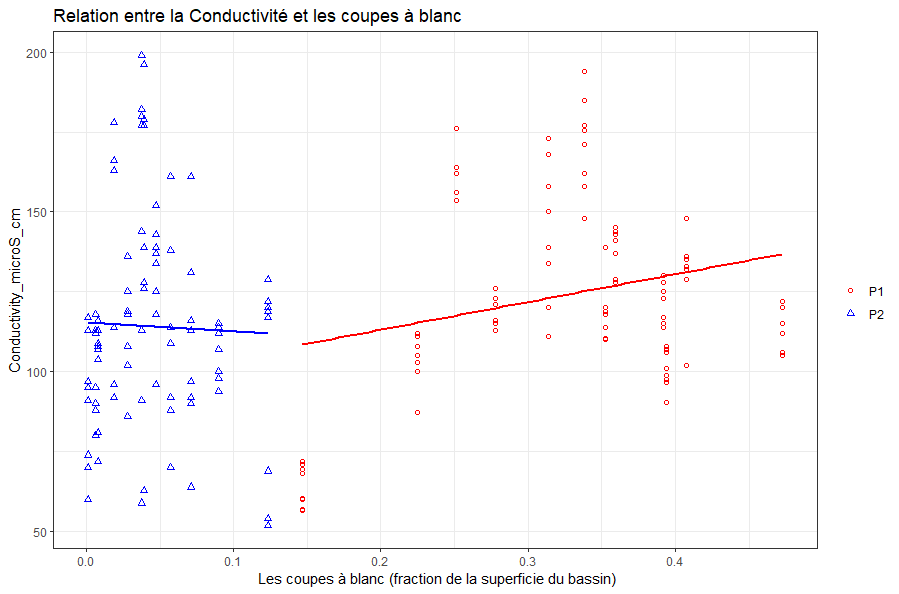 Relation entre la Conductivité et les coupes à blanc
200
150
100
50
Conductivity_microS_cm
0.0 0.1 0.2 0.3 0.4
Les coupes à blanc (fraction de la superficie du bassin)
P1
P2